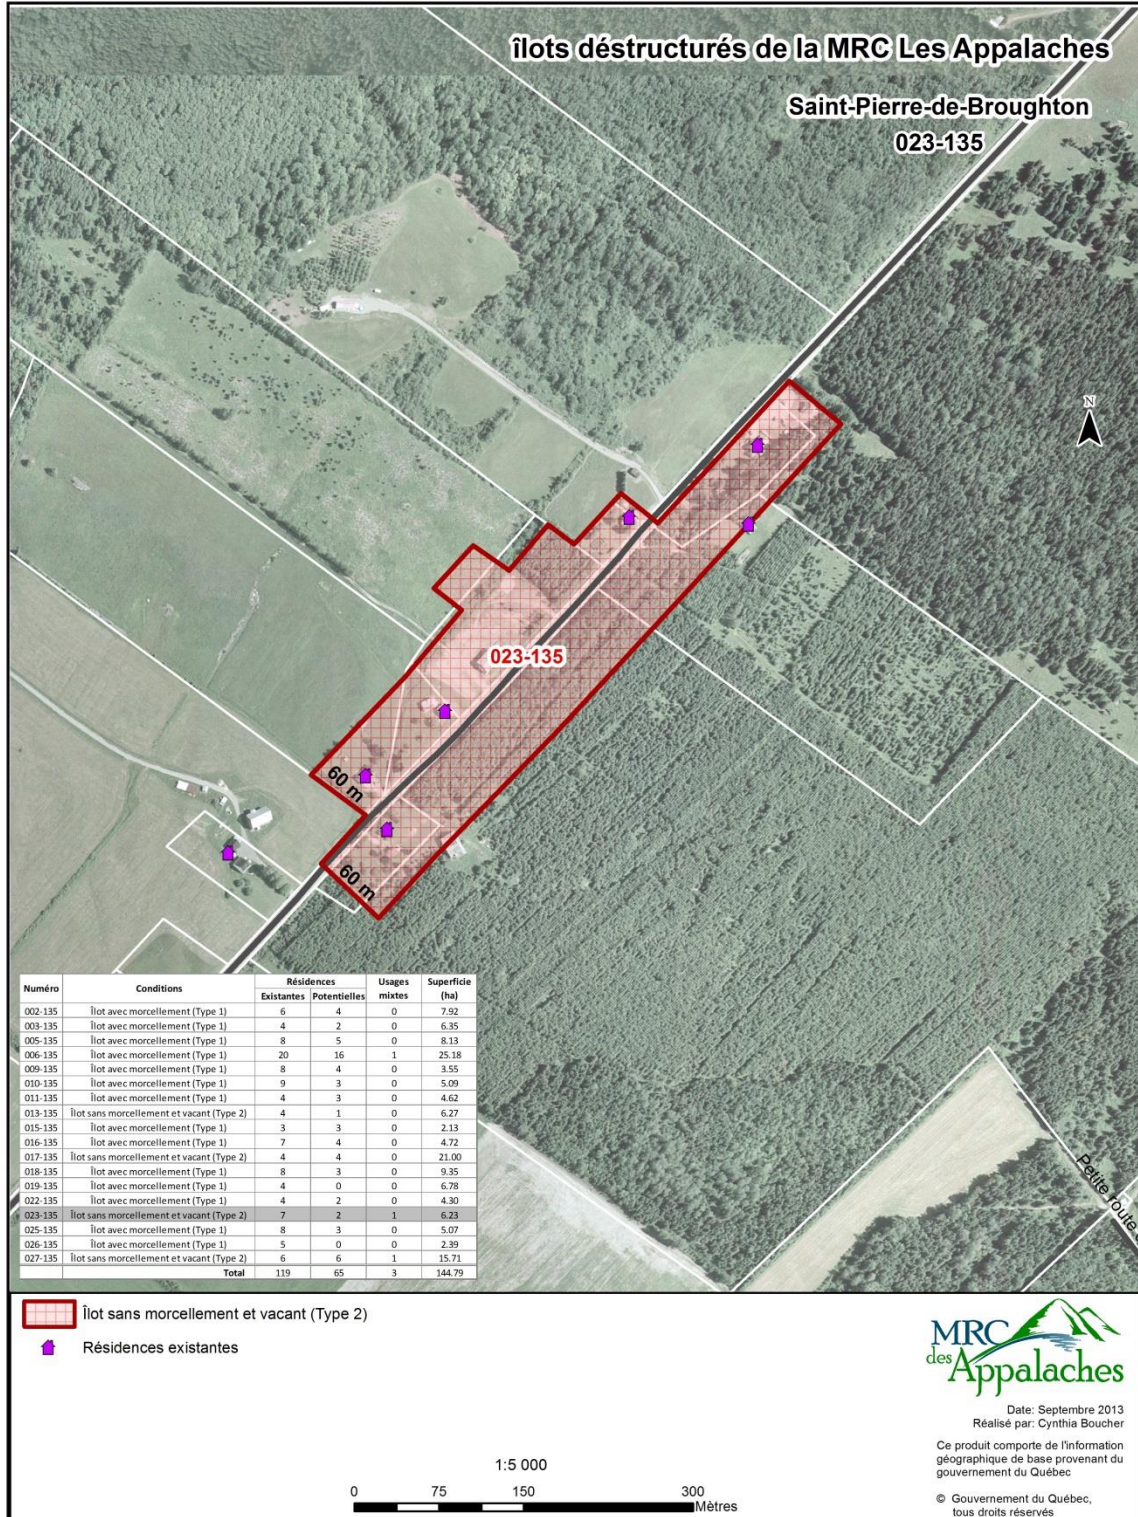 îlots déstructurés de la MRC Les Appalaches
Saint-Pierre-de-Broughton
023-135
N
023-135
60 m
60 m
Petite route
Numéro Conditions Résidences Usages mixtes Superficie (ha)
Existantes Potentielles
002-135 Îlot avec morcellement (Type 1) 6 4 0 7.92
003-135 Îlot avec morcellement (Type 1) 4 2 0 6.35
005-135 Îlot avec morcellement (Type 1) 8 5 0 8.13
006-135 Îlot avec morcellement (Type 1) 20 16 1 25.18
009-135 Îlot avec morcellement (Type 1) 8 4 0 3.55
010-135 Îlot avec morcellement (Type 1) 9 3 0 5.09
011-135 Îlot avec morcellement (Type 1) 4 3 0 4.62
013-135 Îlot sans morcellement et vacant (Type 2) 4 1 0 6.27
015-135 Îlot avec morcellement (Type 1) 3 3 0 2.13
016-135 Îlot avec morcellement (Type 1) 7 4 0 4.72
017-135 Îlot sans morcellement et vacant (Type 2) 4 4 0 21.00
018-135 Îlot avec morcellement (Type 1) 8 3 0 9.35
019-135 Îlot avec morcellement (Type 1) 4 0 0 6.78
022-135 Îlot avec morcellement (Type 1) 4 2 0 4.30
023-135 Îlot sans morcellement et vacant (Type 2) 7 2 1 6.23
025-135 Îlot avec morcellement (Type 1) 8 3 0 5.07
026-135 Îlot avec morcellement (Type 1) 5 0 0 2.39
027-135 Îlot sans morcellement et vacant (Type 2) 6 6 1 15.71
Total 119 65 3 144.79
Îlot sans morcellement et vacant (Type 2)
Résidences existantes
1:5 000
0 75 150 300
Mètres
MRC
des Appalaches
Date: Septembre 2013
Réalisé par: Cynthia Boucher
Ce produit comporte de l'information
géographique de base provenant du
gouvernement du Québec
© Gouvernement du Québec,
tous droits réservés